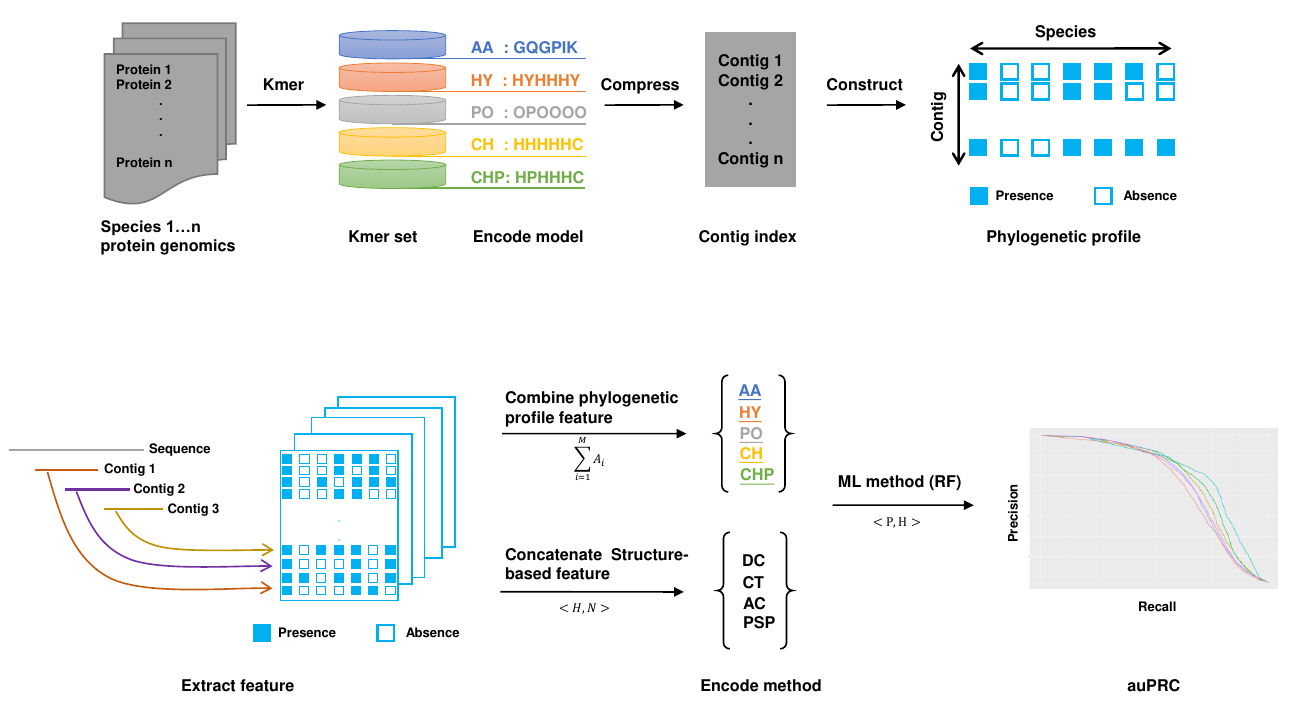 Protein 1
Protein 2
.
.
.
Protein n
Species 1…n
protein genomics
Kmer
AA : GQGPIK
HY : HYHHHY
PO : OPOOOO
CH : HHHHHC
CHP: HPHHHC
Kmer set
Encode model
Compress
Contig 1
Contig 2
.
.
.
Contig n
Contig index
Construct
Species
Contig
Presence
Absence
Phylogenetic profile
Sequence
Contig 1
Contig 2
Contig 3
Presence
Absence
Extract feature
Combine phylogenetic
profile feature
M
∑ A_i
i=1
Concatenate Structure-
based feature
< H, N >
AA
HY
PO
CH
CHP
DC
CT
AC
PSP
Encode method
ML method (RF)
< P, H >
Precision
Recall
auPRC